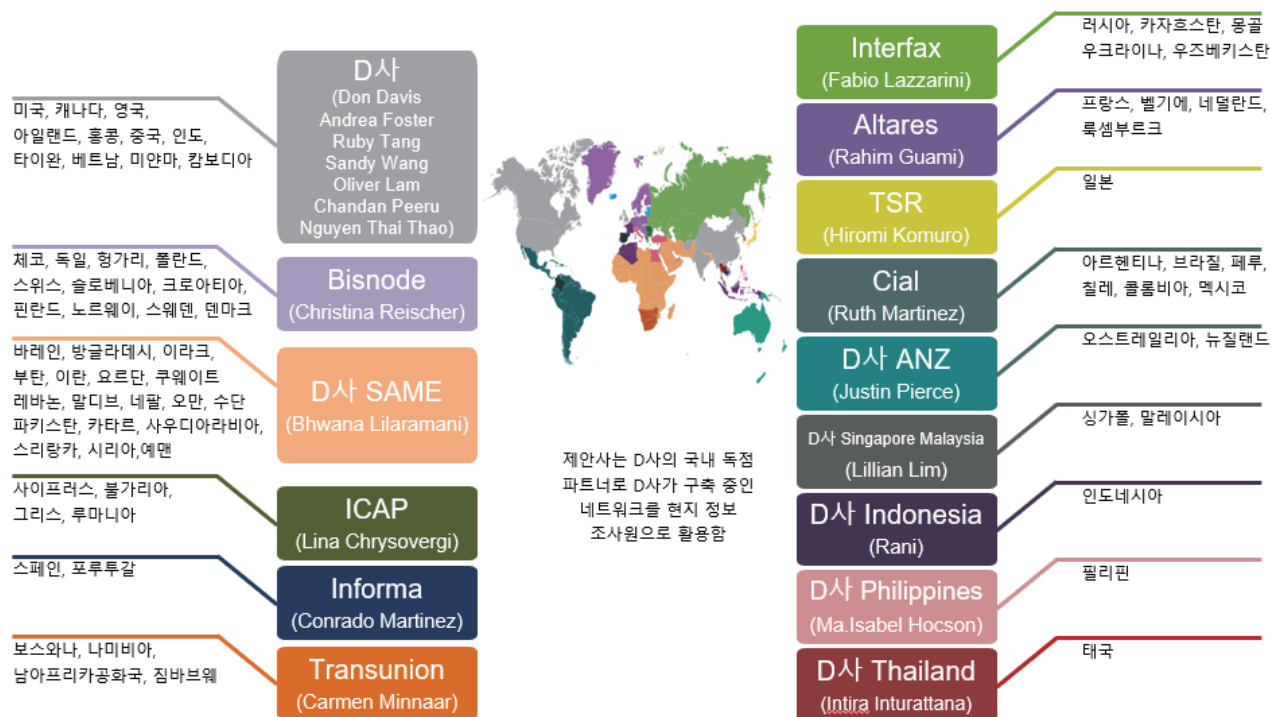 D사
(Don Davis
Andrea Foster
Ruby Tang
Sandy Wang
Oliver Lam
Chandan Peeru
Nguyen Thai Thao)
미국, 캐나다, 영국,
아일랜드, 홍콩, 중국, 인도,
타이완, 베트남, 미얀마, 캄보디아
Bisnode
(Christina Reischer)
체코, 독일, 헝가리, 폴란드,
스위스, 슬로베니아, 크로아티아,
핀란드, 노르웨이, 스웨덴, 덴마크
D사 SAME
(Bhwana Lilaramani)
바레인, 방글라데시, 이라크,
부탄, 이란, 요르단, 쿠웨이트
레바논, 말디브, 네팔, 오만, 수단
파키스탄, 카타르, 사우디아라비아,
스리랑카, 시리아,예맨
ICAP
(Lina Chrysovergi)
사이프러스, 불가리아,
그리스, 루마니아
Informa
(Conrado Martinez)
스페인, 포루투갈
Transunion
(Carmen Minnaar)
보스와나, 나미비아,
남아프리카공화국, 짐바브웨
제안사는 D사의 국내 독점
파트너로 D사가 구축 중인
네트워크를 현지 정보
조사원으로 활용함
Interfax
(Fabio Lazzarini)
러시아, 카자흐스탄, 몽골
우크라이나, 우즈베키스탄
Altares
(Rahim Guami)
프랑스, 벨기에, 네덜란드,
룩셈부르크
TSR
(Hiromi Komuro)
일본
Cial
(Ruth Martinez)
아르헨티나, 브라질, 페루,
칠레, 콜롬비아, 멕시코
D사 ANZ
(Justin Pierce)
오스트레일리아, 뉴질랜드
D사 Singapore Malaysia
(Lillian Lim)
싱가폴, 말레이시아
D사 Indonesia
(Rani)
인도네시아
D사 Philippines
(Ma.Isabel Hocson)
필리핀
D사 Thailand
(Intira Inturattana)
태국